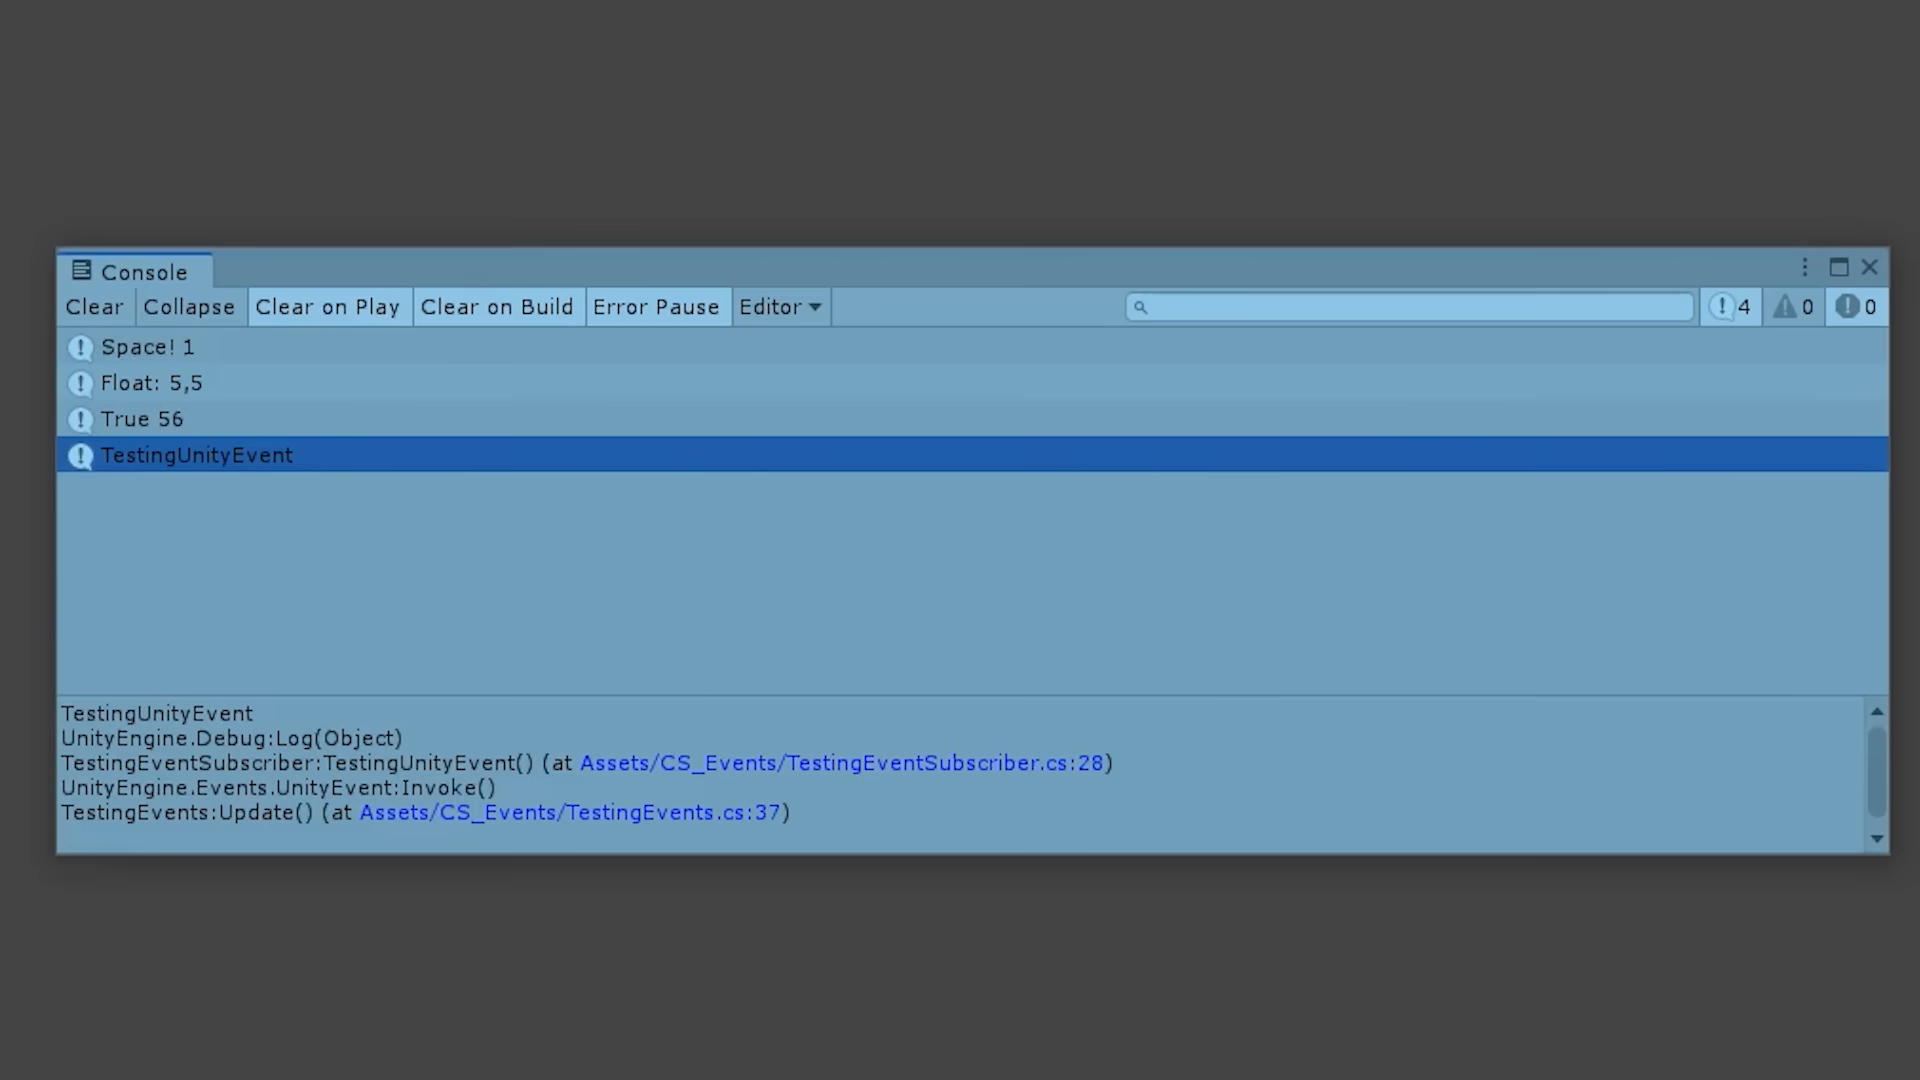 Console
Clear Collapse Clear on Play Clear on Build Error Pause Editor 4 0 0
Space! 1
Float: 5,5
True 56
TestingUnityEvent
TestingUnityEvent
UnityEngine.Debug:Log(Object)
TestingEventSubscriber:TestingUnityEvent() (at Assets/CS_Events/TestingEventSubscriber.cs:28)
UnityEngine.Events.UnityEvent:Invoke()
TestingEvents:Update() (at Assets/CS_Events/TestingEvents.cs:37)